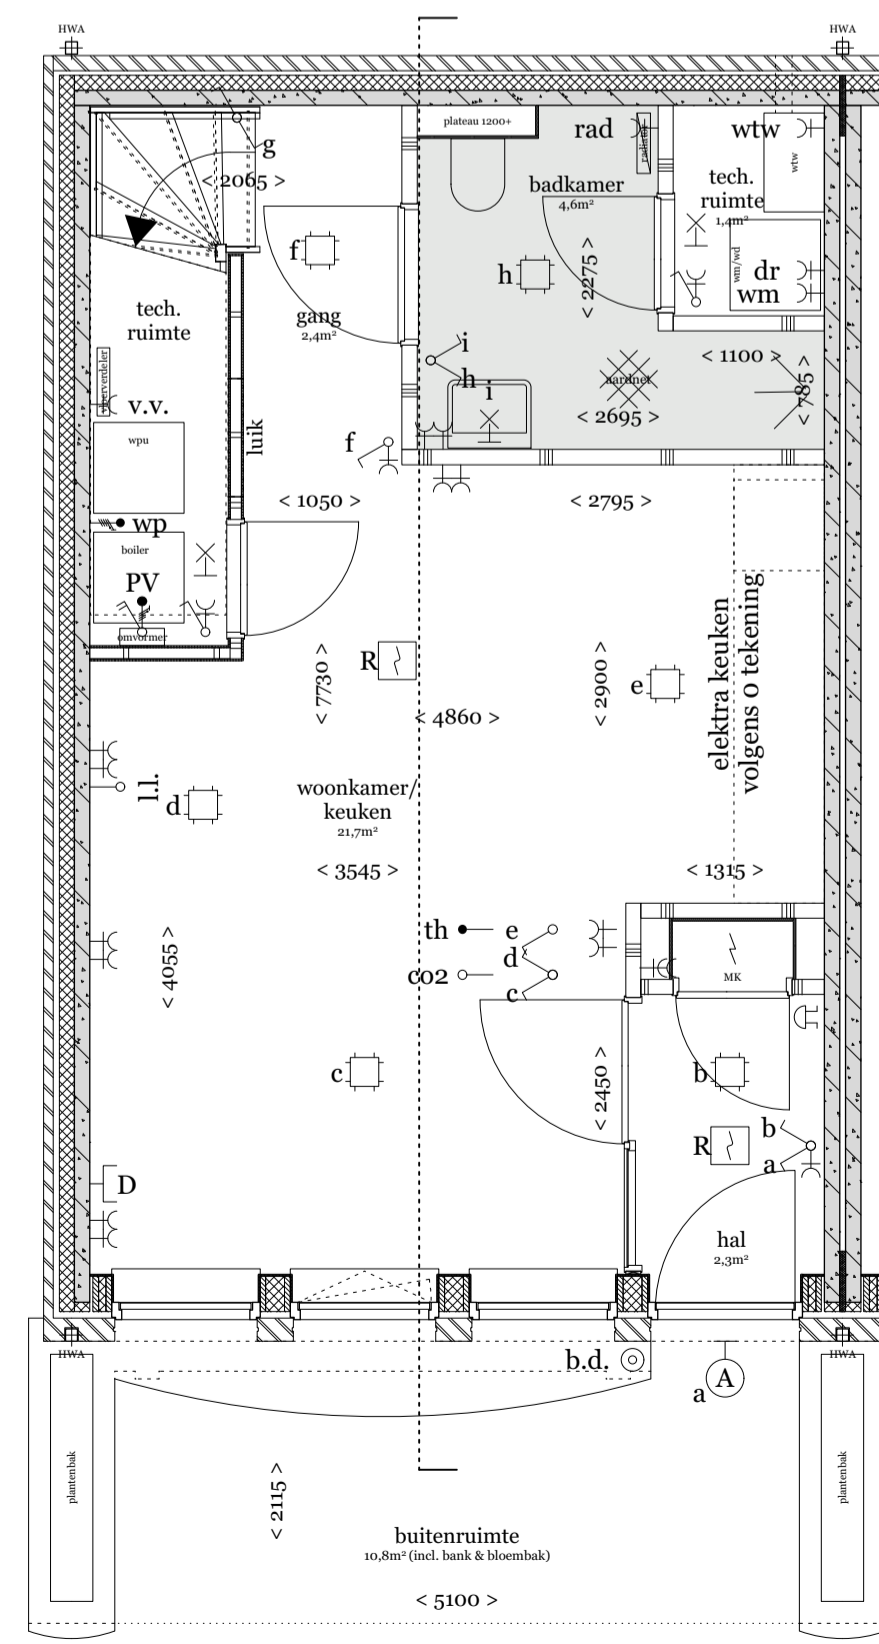 HWA
HWA
plateau 1200+
rad
radiator
wtw
wtw
g
< 2065 >
badkamer
4,6m²
tech.
ruimte
1,4m²
f
h
< 2275 >
wm/wd
dr
wm
tech.
ruimte
gang
2,4m²
i
h
i
aardnet
< 1100 >
< 785 >
vloerverdeler
v.v.
< 2695 >
wpu
luik
f
< 1050 >
< 2795 >
wp
boiler
PV
omvormer
R
< 7730 >
< 2900 >
e
elektra keuken
volgens 0 tekening
< 4860 >
l.l.
d
woonkamer/
keuken
21,7m²
< 3545 >
< 1315 >
th
e
d
co2
c
MK
< 4055 >
c
< 2450 >
b
R
b
a
D
hal
2,3m²
HWA
b.d.
a
A
HWA
plantenbak
< 2115 >
plantenbak
buitenruimte
10,8m² (incl. bank & bloembak)
< 5100 >